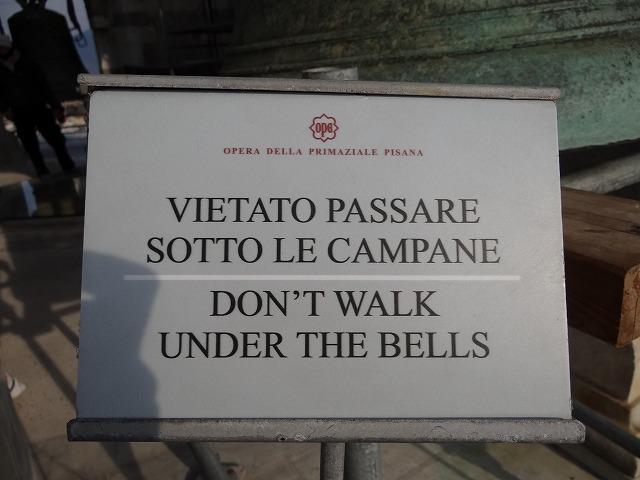 opa
OPERA DELLA PRIMAZIALE PISANA
VIETATO PASSARE
SOTTO LE CAMPANE
DON'T WALK
UNDER THE BELLS